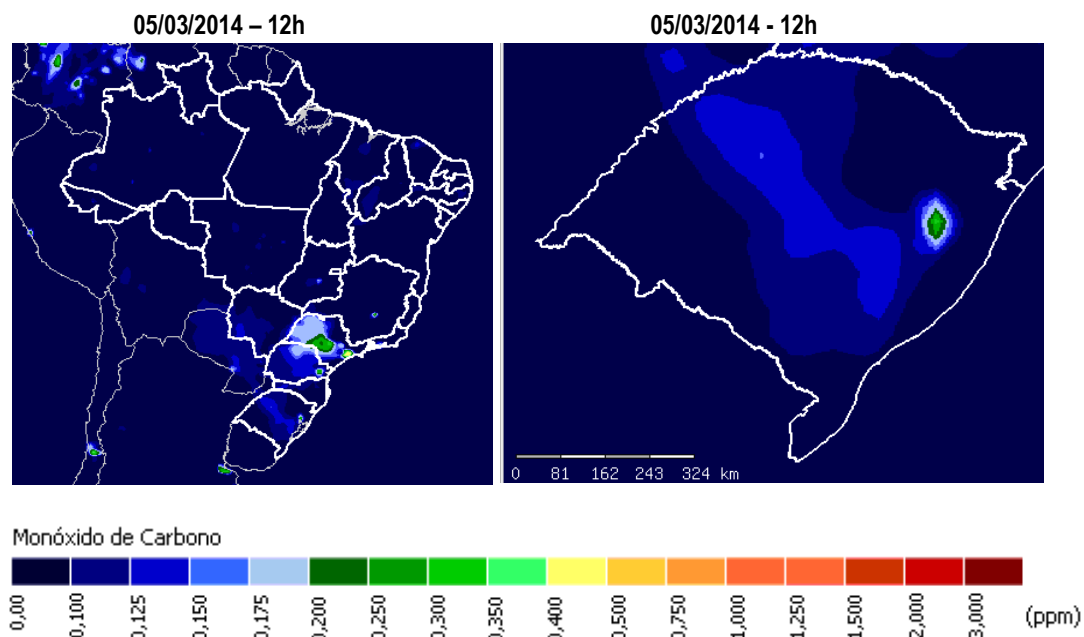 05/03/2014 – 12h
05/03/2014 - 12h
0 81 162 243 324 km
Monóxido de Carbono
0,00 0,100 0,125 0,150 0,175 0,200 0,250 0,300 0,350 0,400 0,500 0,750 1,000 1,250 1,500 2,000 3,000 (ppm)